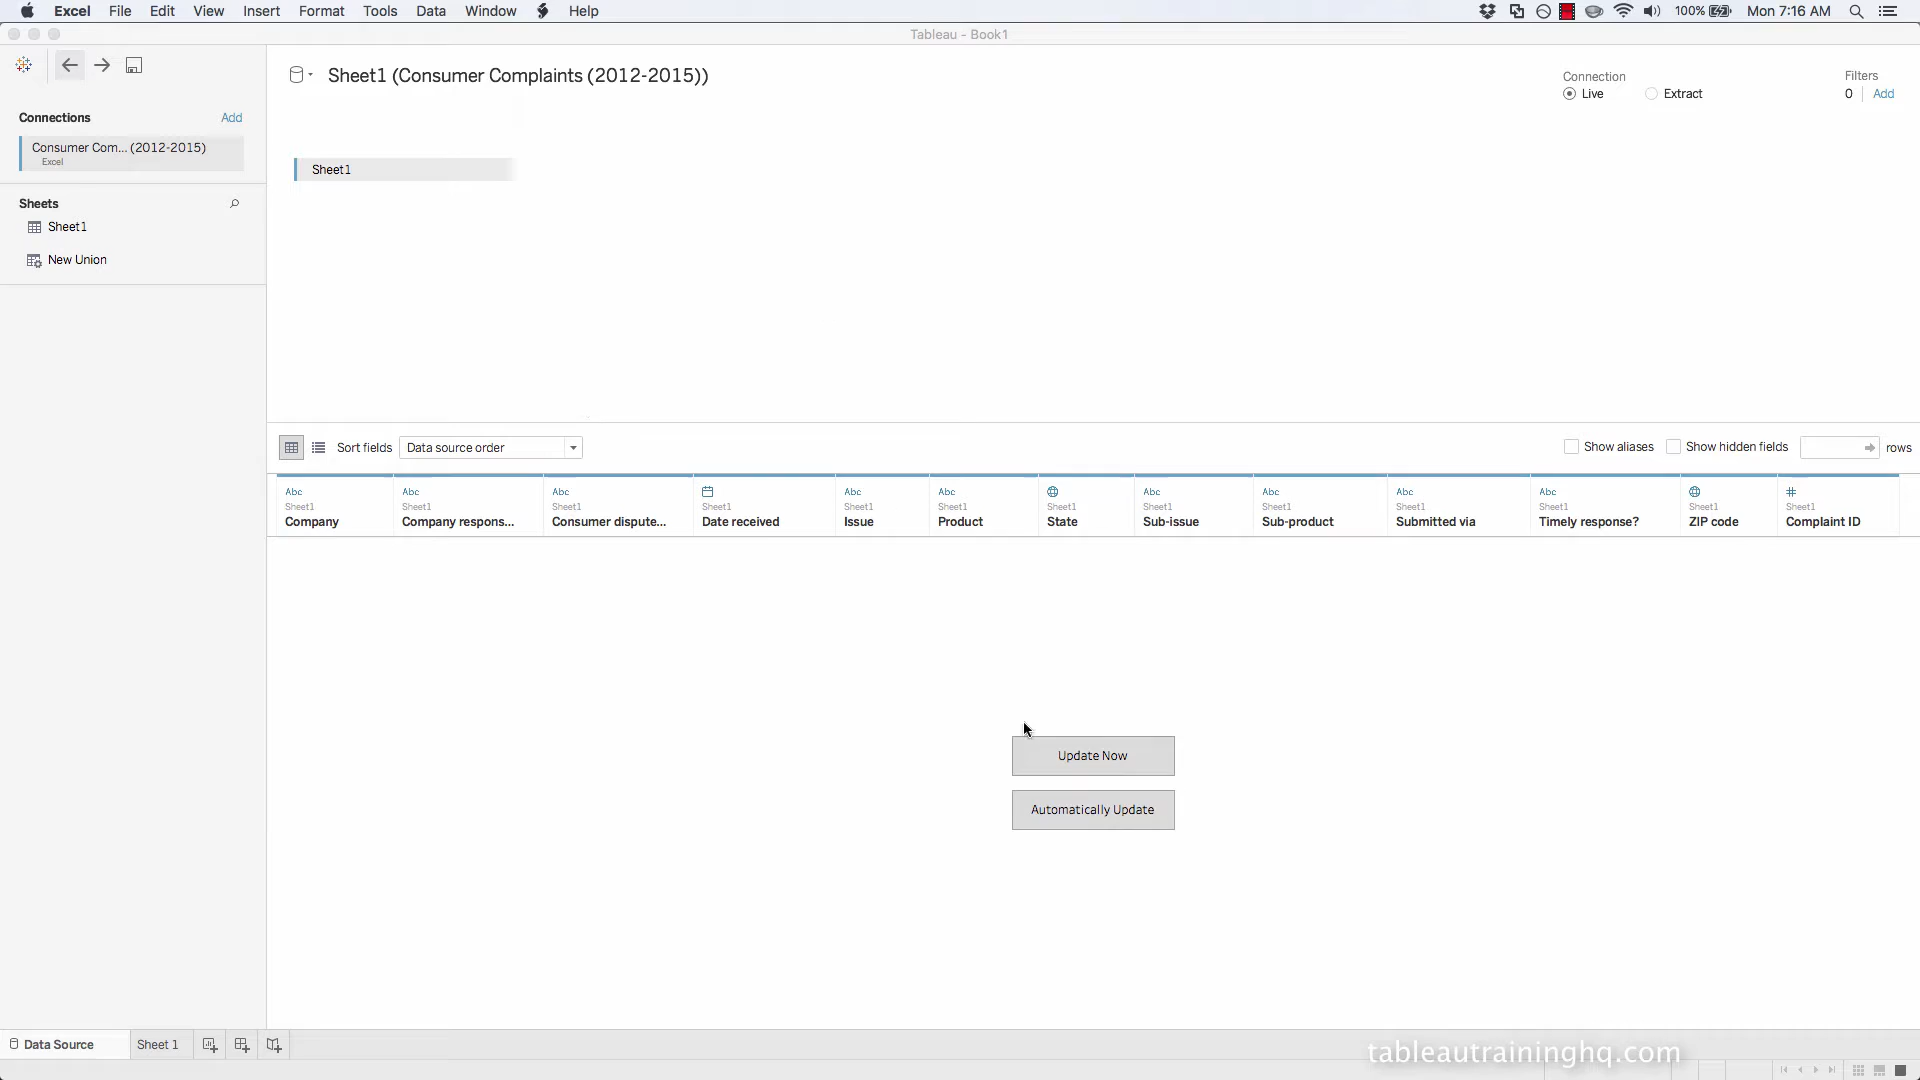 Excel File Edit View Insert Format Tools Data Window Help 100% Mon 7:16 AM
Tableau - Book1
Sheet1 (Consumer Complaints (2012-2015))
Connection
Live Extract
Filters
0 Add
Connections Add
Consumer Com... (2012-2015)
Excel
Sheet1
Sheets
Sheet1
New Union
Sort fields Data source order Show aliases Show hidden fields rows
Abc Abc Abc Abc Abc Abc Abc Abc Abc #
Sheet1 Sheet1 Sheet1 Sheet1 Sheet1 Sheet1 Sheet1 Sheet1 Sheet1 Sheet1 Sheet1 Sheet1 Sheet1
Company Company respons... Consumer dispute... Date received Issue Product State Sub-issue Sub-product Submitted via Timely response? ZIP code Complaint ID
Update Now
Automatically Update
Data Source Sheet 1
tableautraininghq.com